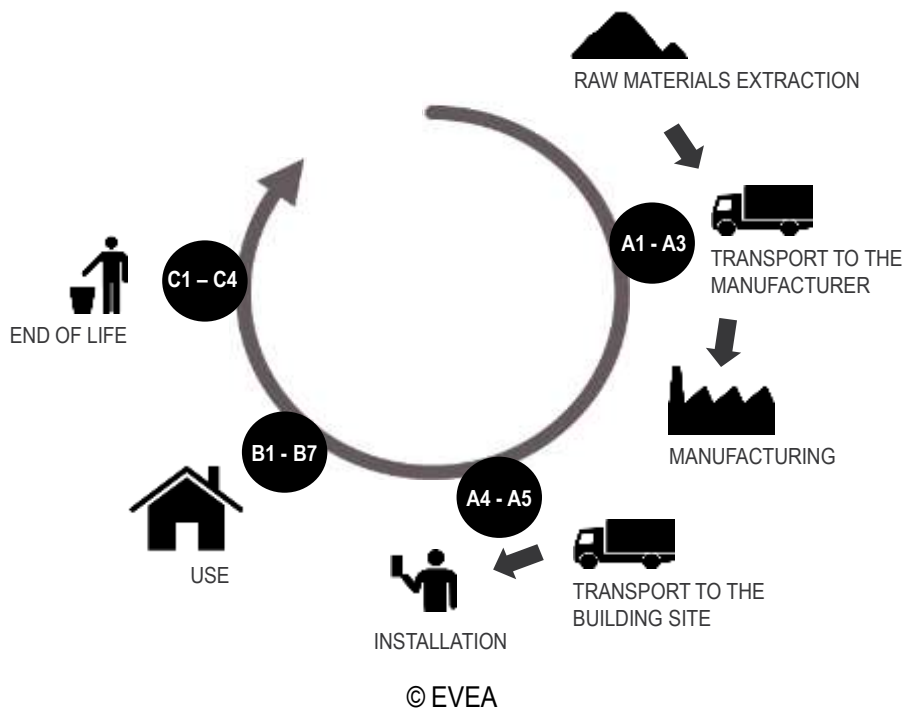 RAW MATERIALS EXTRACTION
A1 - A3
TRANSPORT TO THE
MANUFACTURER
MANUFACTURING
A4 - A5
TRANSPORT TO THE
BUILDING SITE
INSTALLATION
B1 - B7
USE
C1 – C4
END OF LIFE
© EVEA